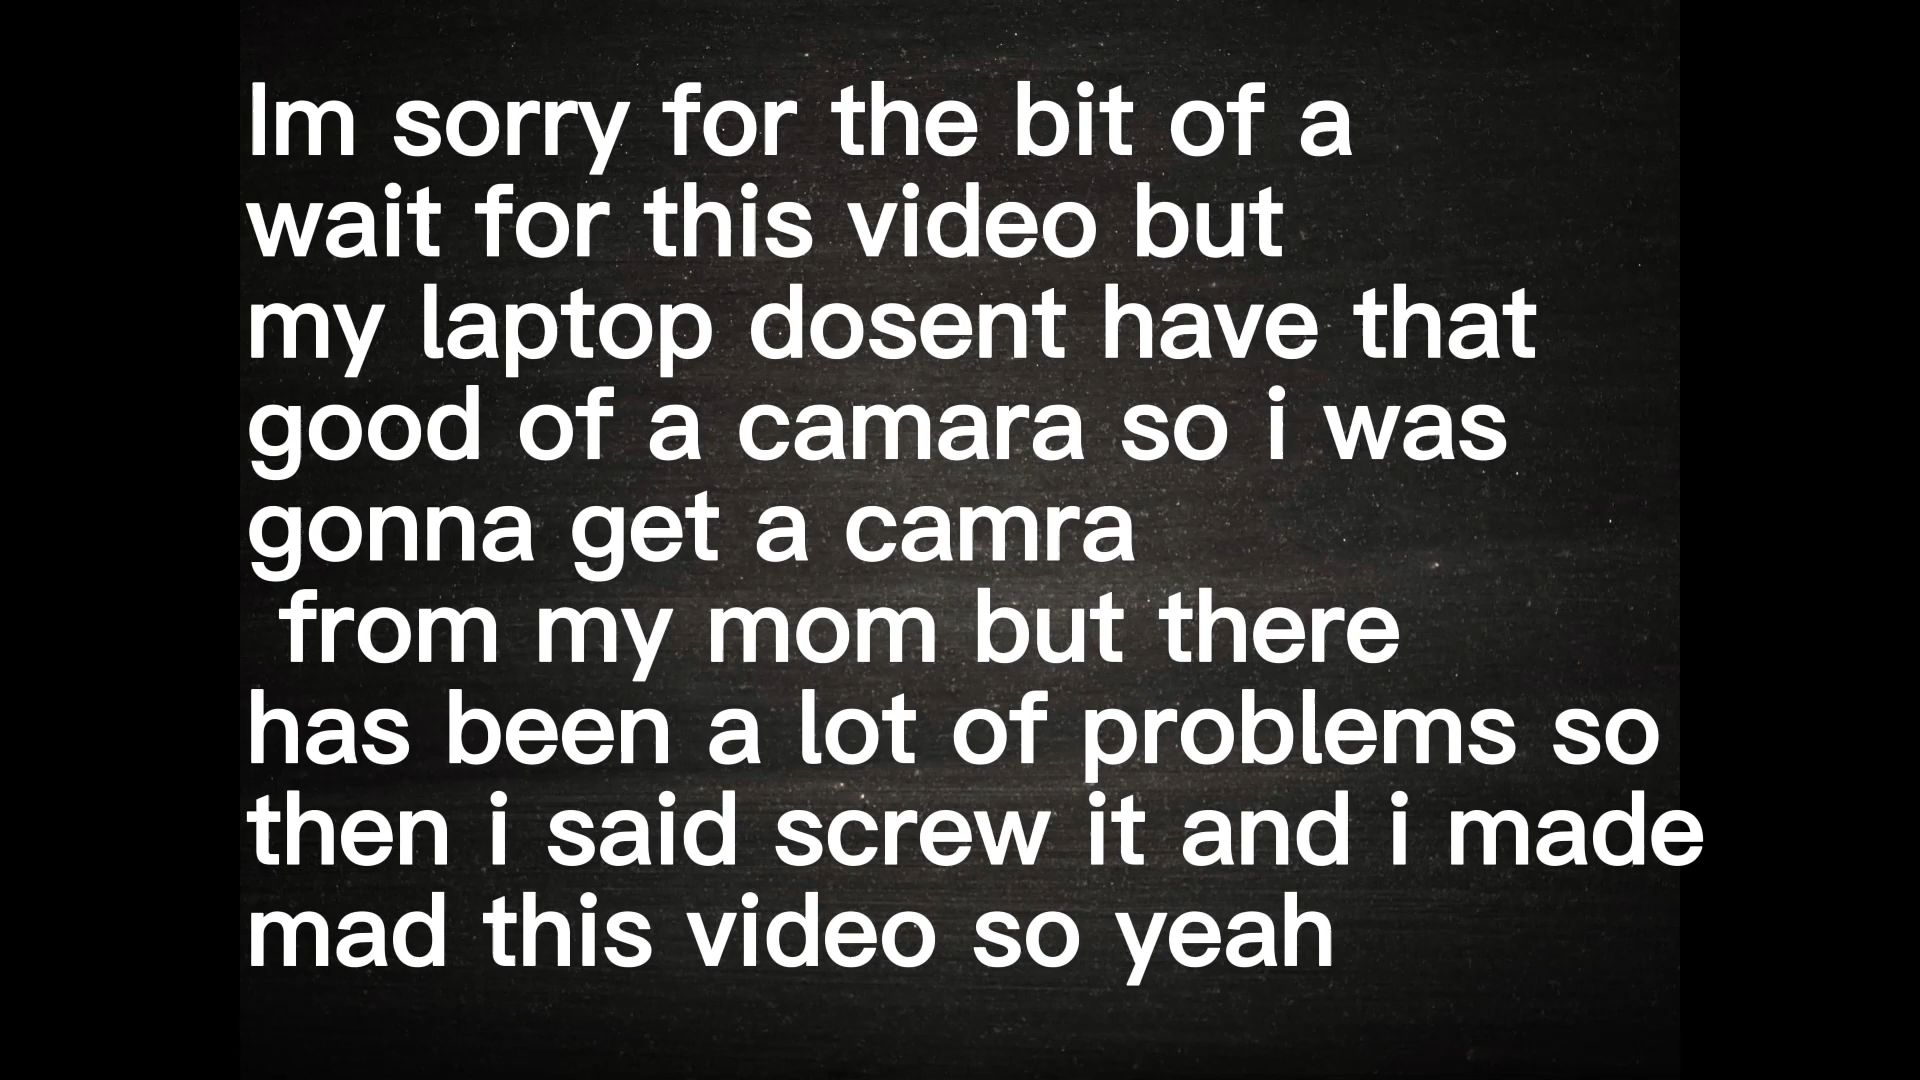 Im sorry for the bit of a
wait for this video but
my laptop dosent have that
good of a camara so i was
gonna get a camra
from my mom but there
has been a lot of problems so
then i said screw it and i made
mad this video so yeah